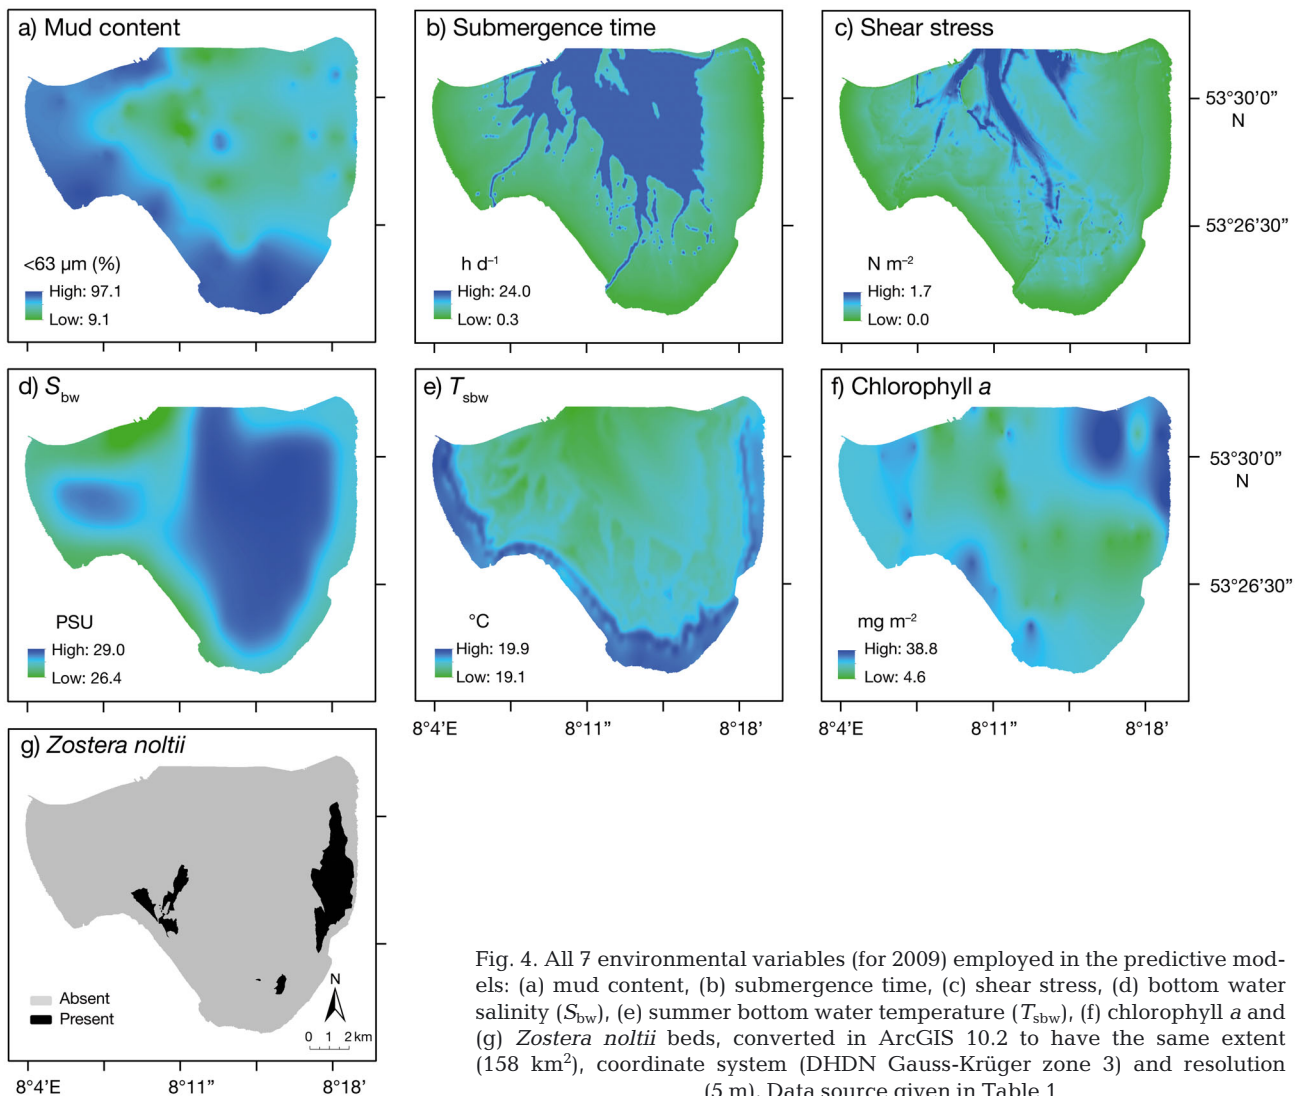 a) Mud content
<63 µm (%)
High: 97.1
Low: 9.1
b) Submergence time
h d–1
High: 24.0
Low: 0.3
c) Shear stress
N m–2
High: 1.7
Low: 0.0
53°30’0”
N
53°26’30”
d) Sbw
PSU
High: 29.0
Low: 26.4
e) Tsbw
°C
High: 19.9
Low: 19.1
f) Chlorophyll a
mg m–2
High: 38.8
Low: 4.6
53°30’0”
N
53°26’30”
8°4’E 8°11” 8°18’
8°4’E 8°11” 8°18’
g) Zostera noltii
Absent
Present
N
0 1 2 km
8°4’E 8°11” 8°18’
Fig. 4. All 7 environmental variables (for 2009) employed in the predictive mod-
els: (a) mud content, (b) submergence time, (c) shear stress, (d) bottom water
salinity (Sbw), (e) summer bottom water temperature (Tsbw), (f) chlorophyll a and
(g) Zostera noltii beds, converted in ArcGIS 10.2 to have the same extent
(158 km2), coordinate system (DHDN Gauss-Krüger zone 3) and resolution
(5 m). Data source given in Table 1